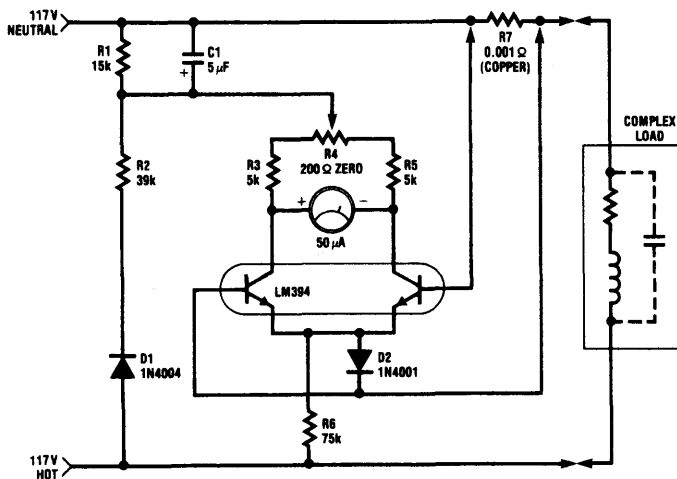 117V
NEUTRAL
R1
15k
C1
5 μF
+
R7
0.001 Ω
(COPPER)
R4
200 Ω ZERO
R3
5k
R5
5k
+
−
50 μA
R2
39k
COMPLEX
LOAD
LM394
D1
1N4004
D2
1N4001
R6
75k
117V
HOT